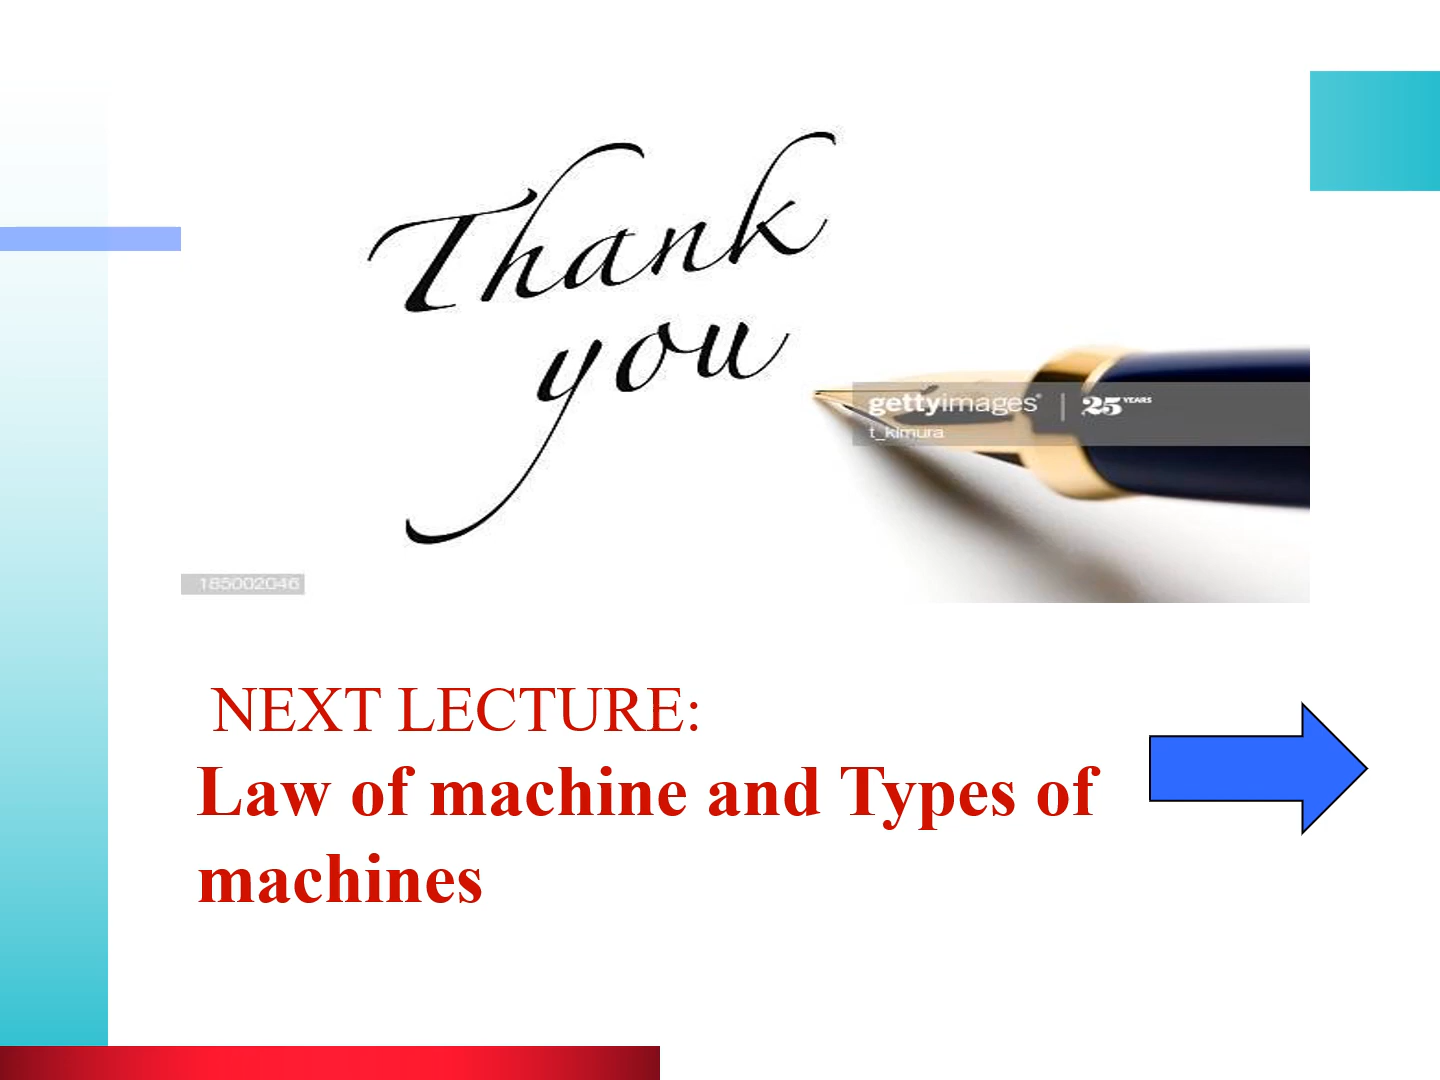 Thank
you
gettyimages® | 25 YEARS
t_kimura
185002046
NEXT LECTURE:
Law of machine and Types of
machines